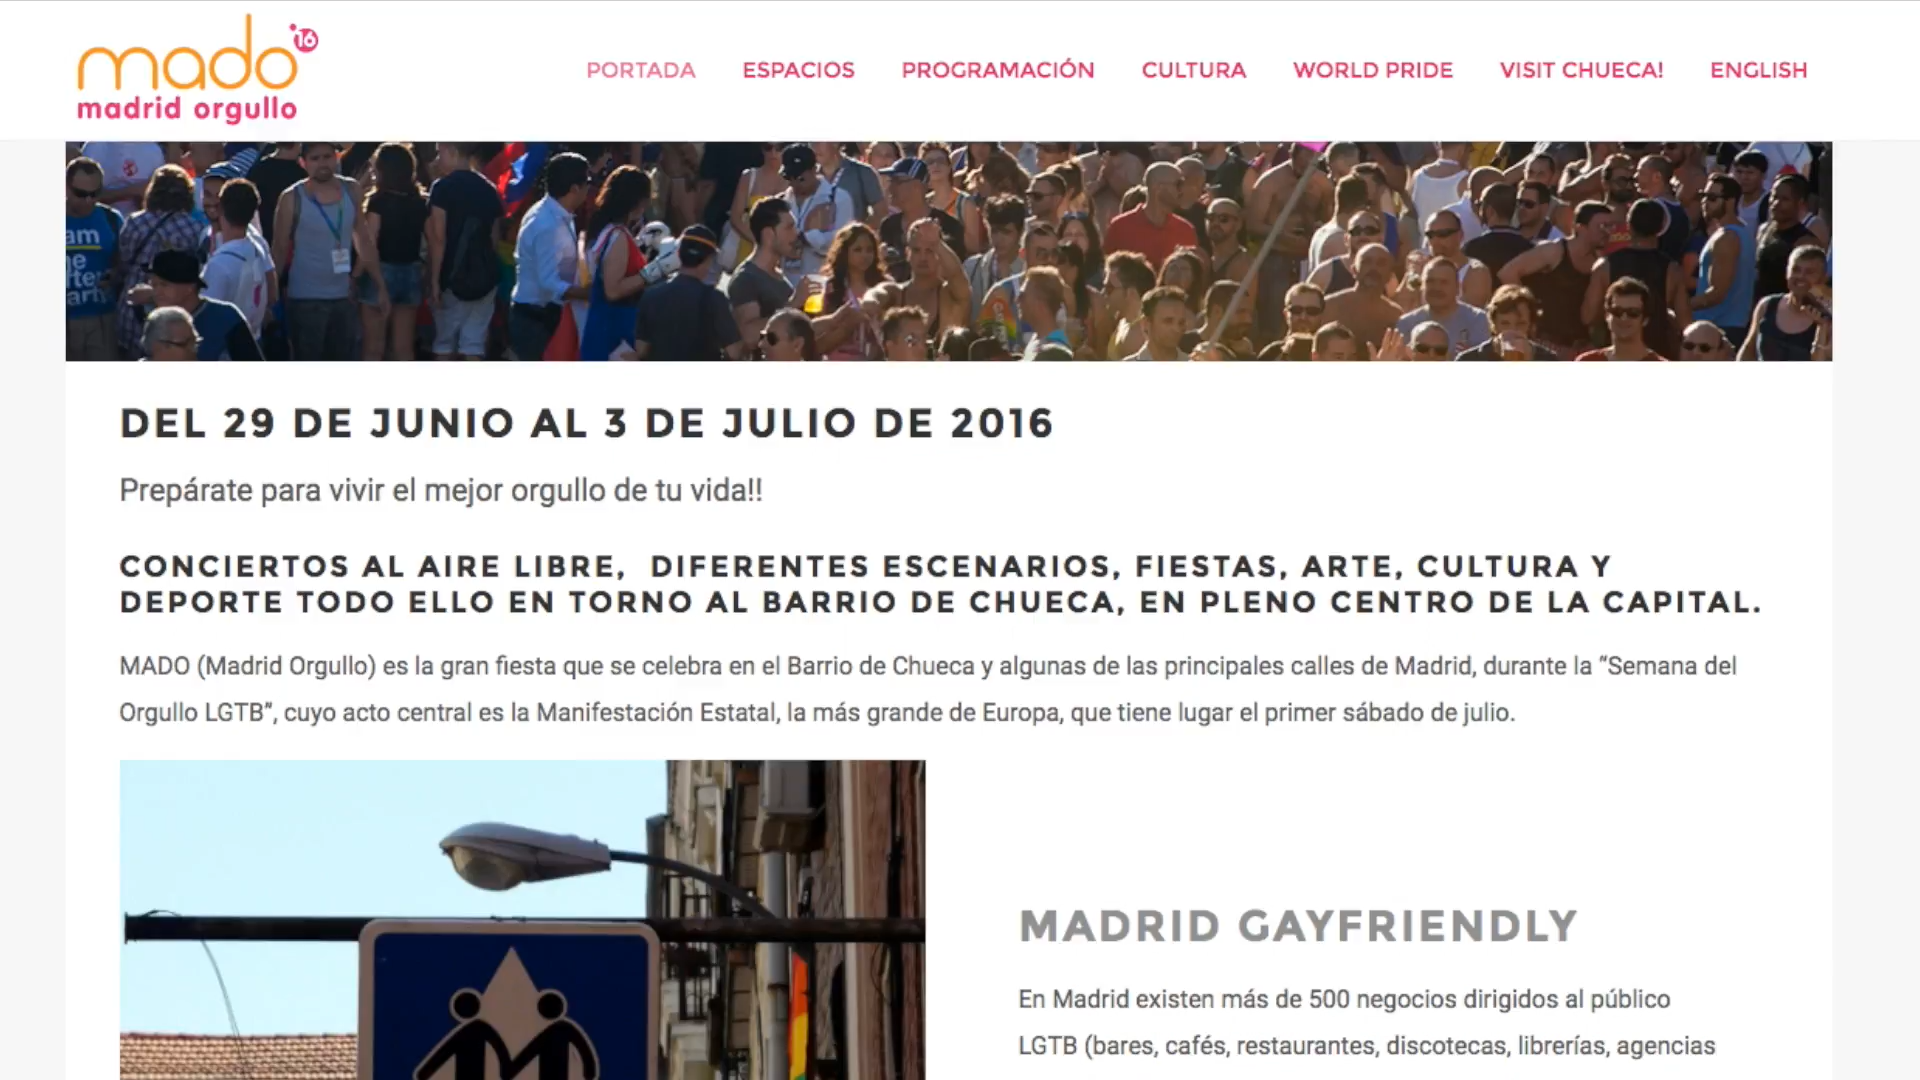 mado '16
madrid orgullo
PORTADA ESPACIOS PROGRAMACIÓN CULTURA WORLD PRIDE VISIT CHUECA! ENGLISH
am
DEL 29 DE JUNIO AL 3 DE JULIO DE 2016
Prepárate para vivir el mejor orgullo de tu vida!!
CONCIERTOS AL AIRE LIBRE, DIFERENTES ESCENARIOS, FIESTAS, ARTE, CULTURA Y
DEPORTE TODO ELLO EN TORNO AL BARRIO DE CHUECA, EN PLENO CENTRO DE LA CAPITAL.
MADO (Madrid Orgullo) es la gran fiesta que se celebra en el Barrio de Chueca y algunas de las principales calles de Madrid, durante la “Semana del
Orgullo LGTB”, cuyo acto central es la Manifestación Estatal, la más grande de Europa, que tiene lugar el primer sábado de julio.
MADRID GAYFRIENDLY
En Madrid existen más de 500 negocios dirigidos al público
LGTB (bares, cafés, restaurantes, discotecas, librerías, agencias